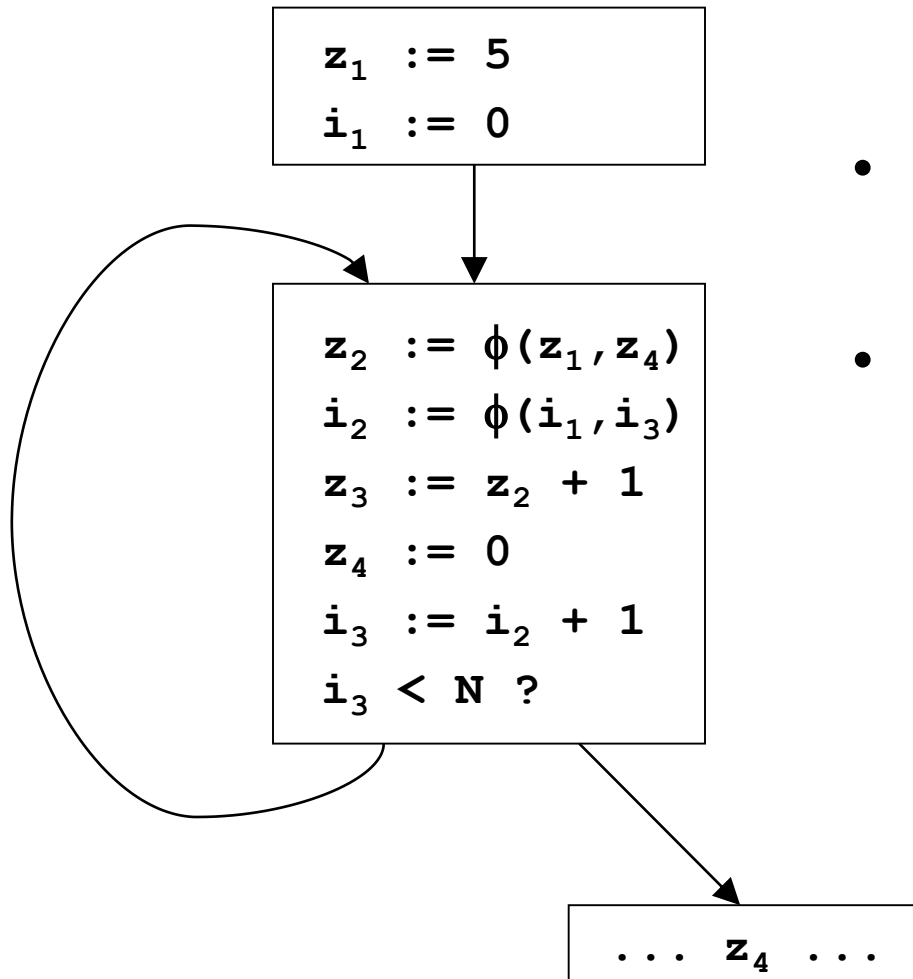 z₁ := 5
i₁ := 0
z₂ := ϕ(z₁,z₄)
i₂ := ϕ(i₁,i₃)
z₃ := z₂ + 1
z₄ := 0
i₃ := i₂ + 1
i₃ < N ?
... z₄ ...